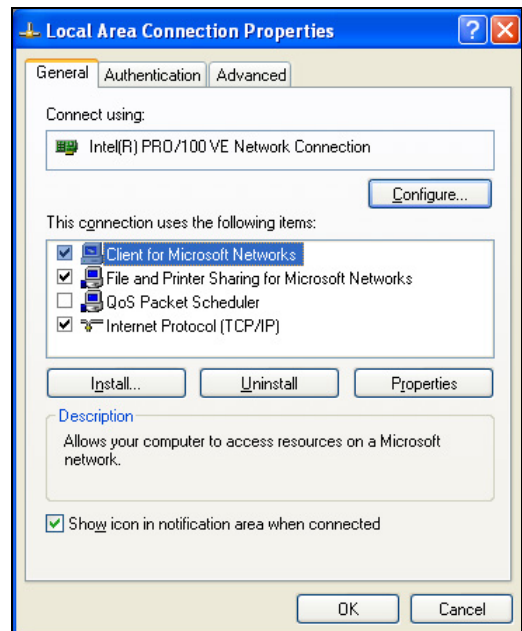 Local Area Connection Properties
General Authentication Advanced
Connect using:
Intel(R) PRO/100 VE Network Connection
Configure...
This connection uses the following items:
Client for Microsoft Networks
File and Printer Sharing for Microsoft Networks
QoS Packet Scheduler
Internet Protocol (TCP/IP)
Install... Uninstall Properties
Description
Allows your computer to access resources on a Microsoft
network.
Show icon in notification area when connected
OK Cancel